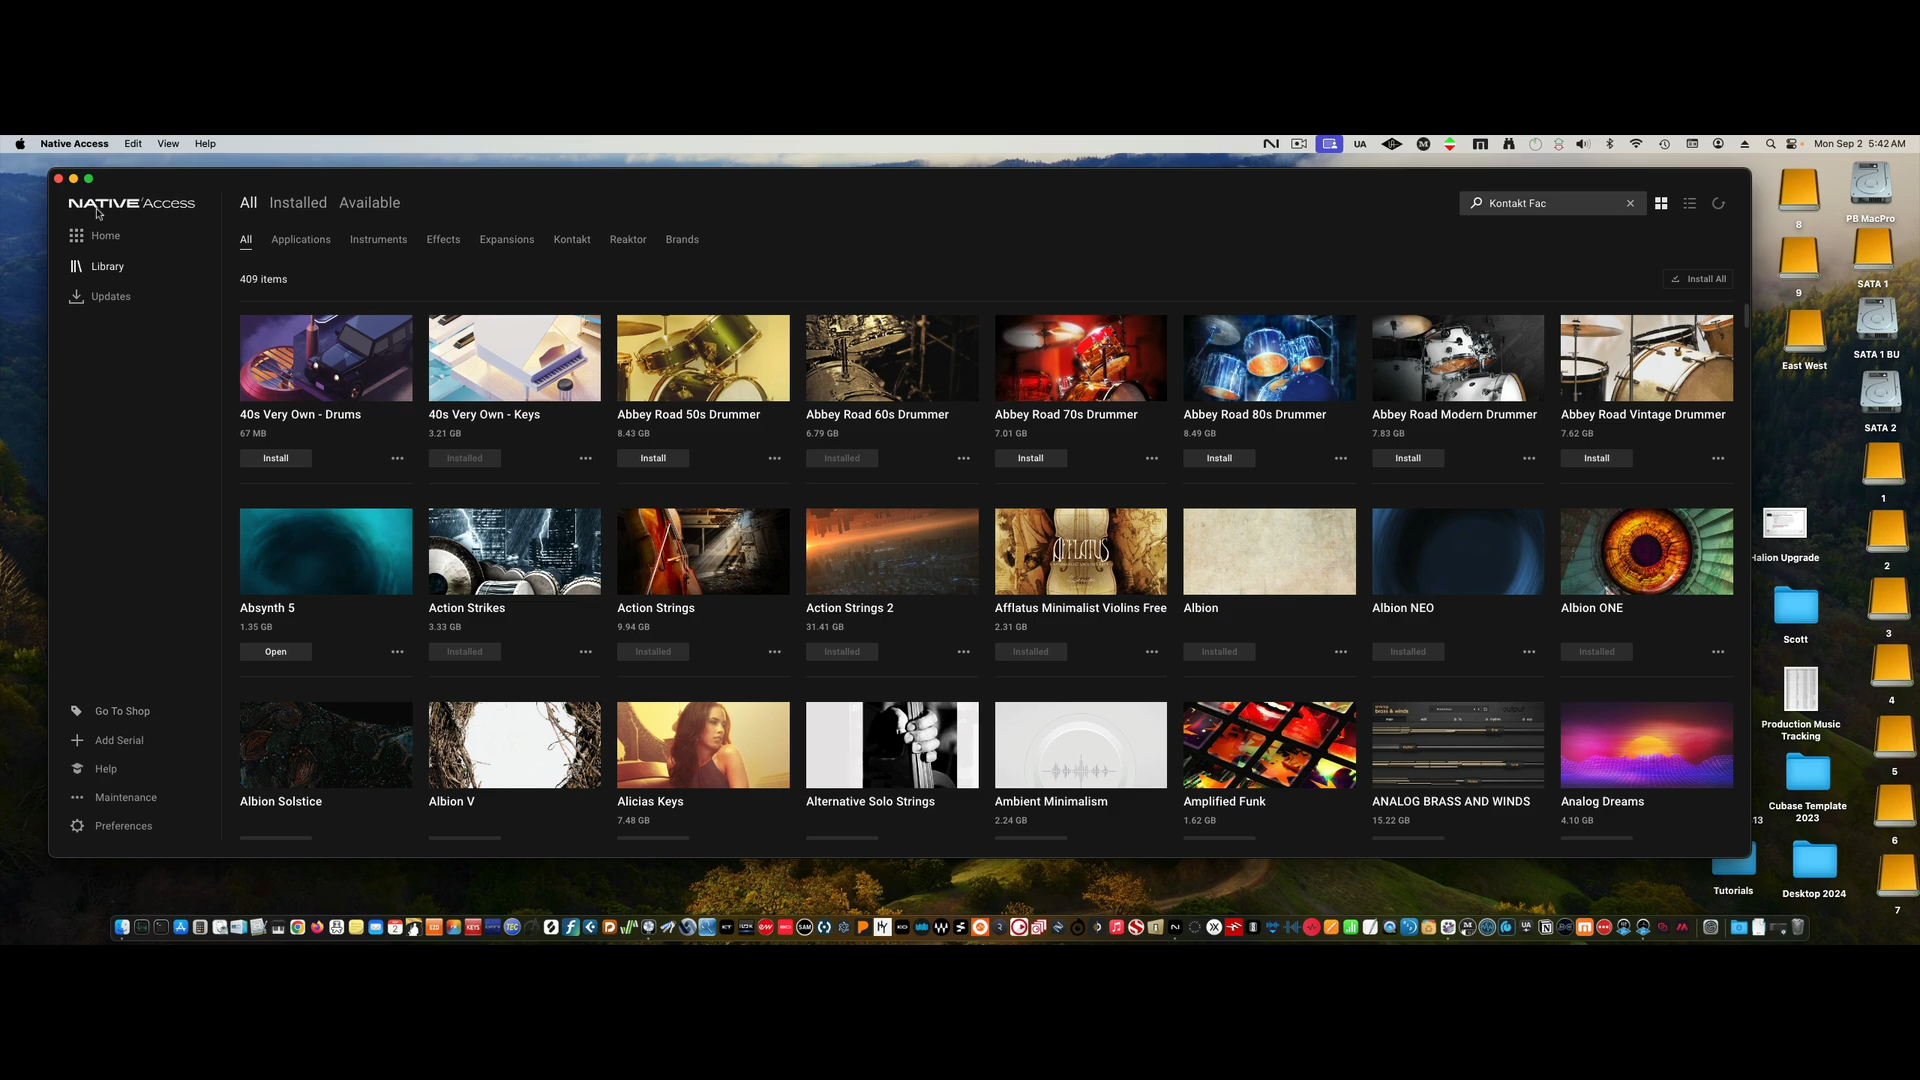 Native Access Edit View Help
UA
Mon Sep 2 5:42 AM
NATIVE ACCESS
Home
Library
Updates
Go To Shop
Add Serial
Help
Maintenance
Preferences
All Installed Available
Kontakt Fac
All Applications Instruments Effects Expansions Kontakt Reaktor Brands
409 items
Install All
40s Very Own - Drums
67 MB
Install
40s Very Own - Keys
3.21 GB
Installed
Abbey Road 50s Drummer
8.43 GB
Install
Abbey Road 60s Drummer
6.79 GB
Installed
Abbey Road 70s Drummer
7.01 GB
Install
Abbey Road 80s Drummer
8.49 GB
Install
Abbey Road Modern Drummer
7.83 GB
Install
Abbey Road Vintage Drummer
7.62 GB
Install
Absynth 5
1.35 GB
Open
Action Strikes
3.33 GB
Installed
Action Strings
9.94 GB
Installed
Action Strings 2
31.41 GB
Installed
AFFLATUS
Afflatus Minimalist Violins Free
2.31 GB
Installed
Albion
Installed
Albion NEO
Installed
Albion ONE
Installed
Albion Solstice
Albion V
Alicias Keys
7.48 GB
Alternative Solo Strings
Ambient Minimalism
2.24 GB
Amplified Funk
1.62 GB
ANALOG BRASS AND WINDS
15.22 GB
Analog Dreams
4.10 GB
8
PB MacPro
9
SATA 1
East West
SATA 1 BU
SATA 2
1
Halion Upgrade
2
Scott
3
4
Production Music
Tracking
5
Cubase Template
2023
13
6
Tutorials
Desktop 2024
7